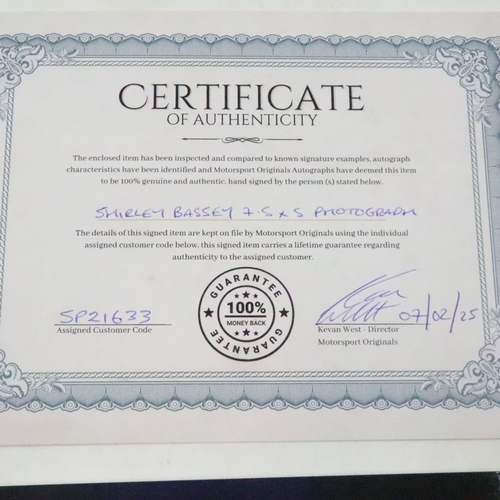 CERTIFICATE
OF AUTHENTICITY
The enclosed item has been inspected and compared to known signature examples, autograph
characteristics have been identified and Motorsport Originals Autographs have deemed this item
to be 100% genuine and authentic, hand signed by the person (s) stated below.
SHIRLEY BASSEY 7.5 x 5 PHOTOGRAPH
The details of this signed item are kept on file by Motorsport Originals using the individual
assigned customer code below, this signed item carries a lifetime guarantee regarding
authenticity to the assigned customer.
GUARANTEE
100%
MONEY BACK
GUARANTEE
SP21633
Assigned Customer Code
07/02/25
Kevan West - Director
Motorsport Originals